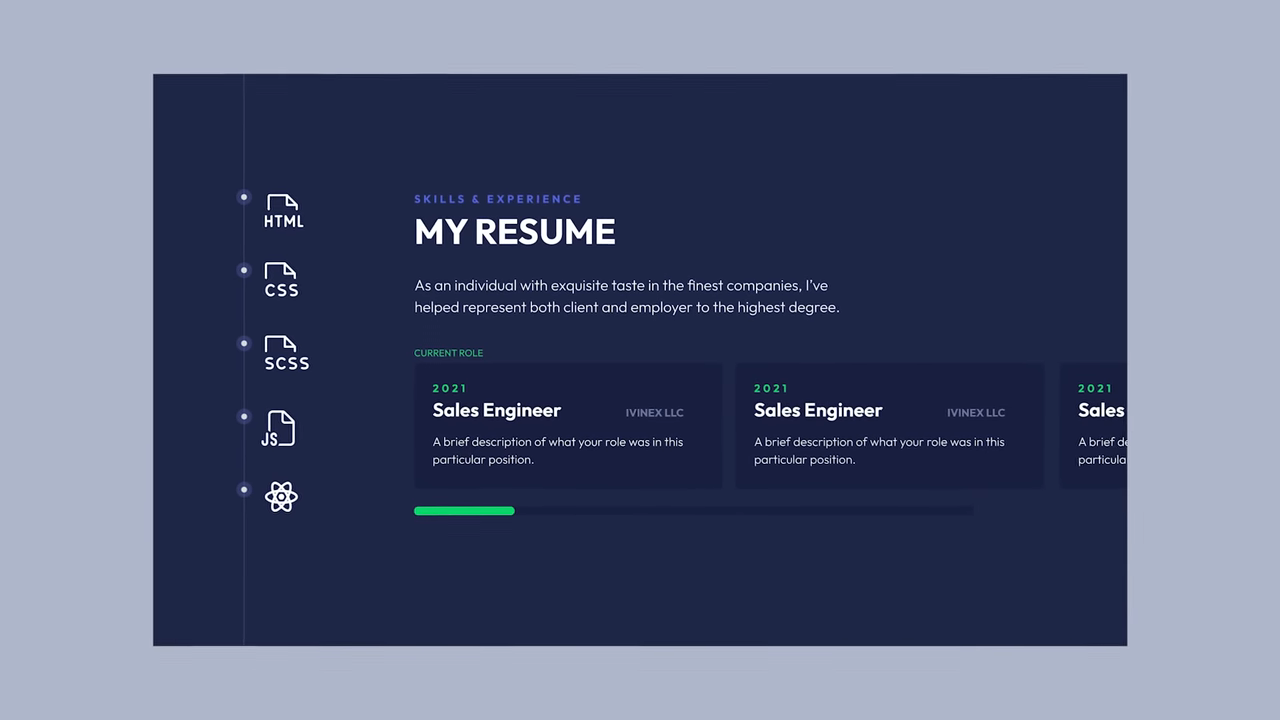 HTML
CSS
SCSS
JS
SKILLS & EXPERIENCE
MY RESUME
As an individual with exquisite taste in the finest companies, I've
helped represent both client and employer to the highest degree.
CURRENT ROLE
2021
Sales Engineer IVINEX LLC
A brief description of what your role was in this
particular position.
2021
Sales Engineer IVINEX LLC
A brief description of what your role was in this
particular position.
2021
Sales
A brief de
particula